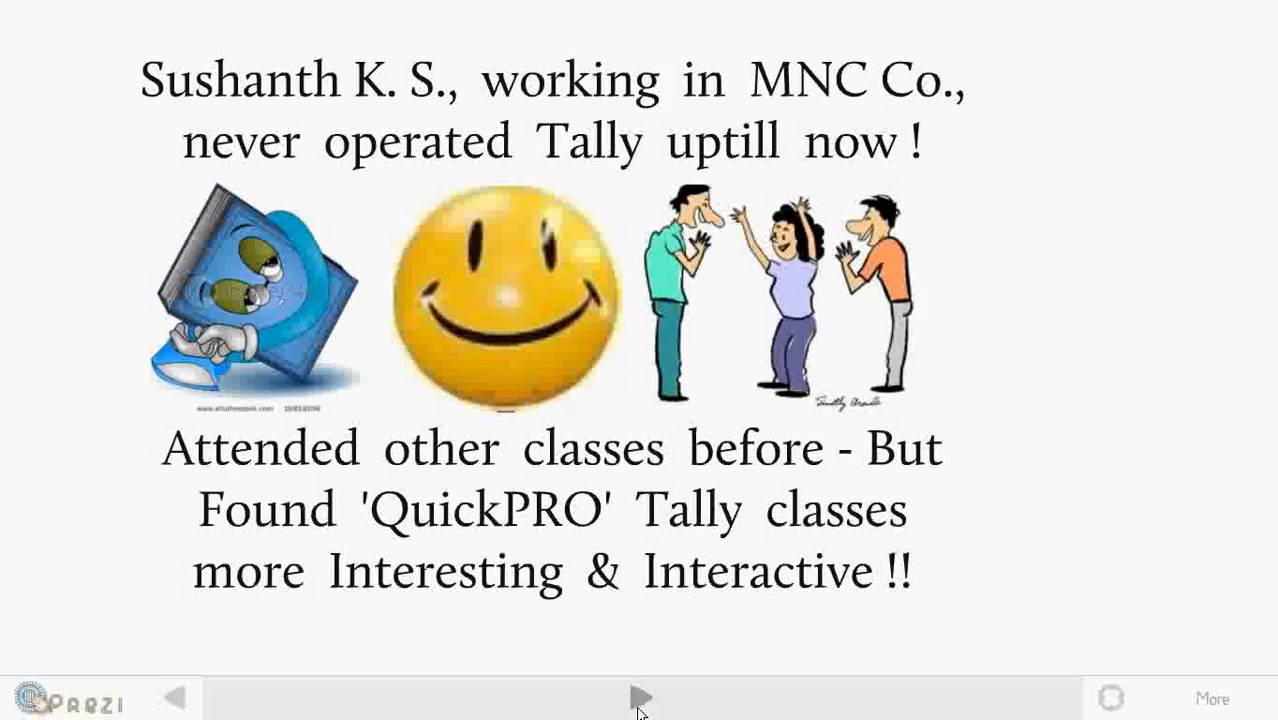 Sushanth K. S., working in MNC Co.,
never operated Tally uptill now !
Attended other classes before - But
Found 'QuickPRO' Tally classes
more Interesting & Interactive !!
PREZI
More